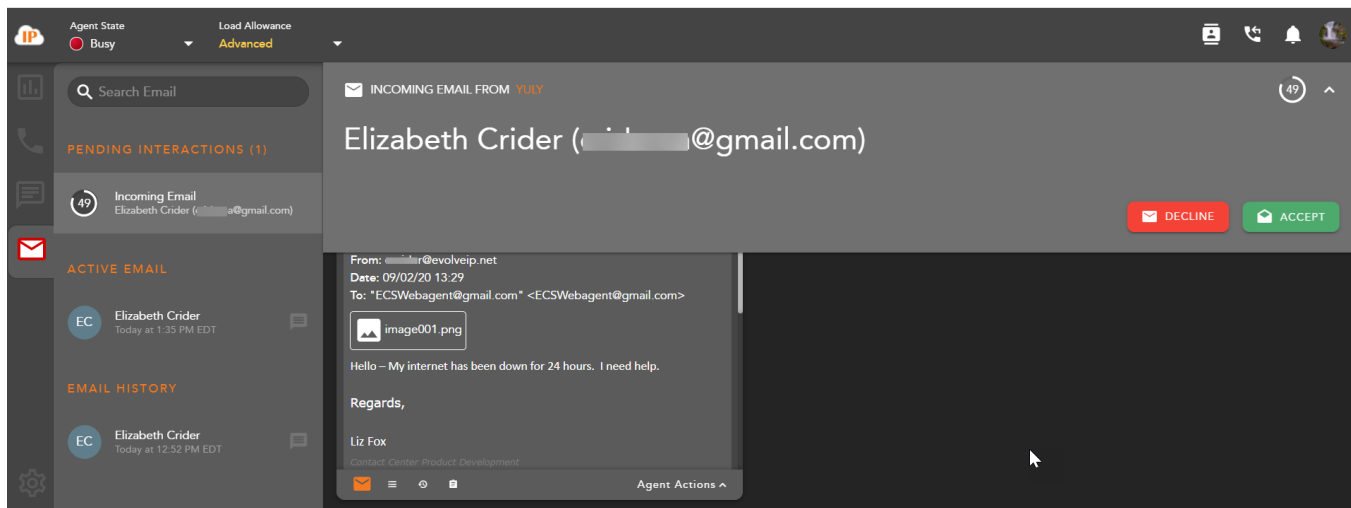 IP
Agent State
Load Allowance
Busy
Advanced
Search Email
PENDING INTERACTIONS (1)
49
Incoming Email
Elizabeth Crider ( a@gmail.com)
ACTIVE EMAIL
EC
Elizabeth Crider
Today at 1:35 PM EDT
EMAIL HISTORY
EC
Elizabeth Crider
Today at 12:52 PM EDT
INCOMING EMAIL FROM YULY
49
Elizabeth Crider ( @gmail.com)
DECLINE
ACCEPT
From: r@evolveip.net
Date: 09/02/20 13:29
To: "ECSWebagent@gmail.com" <ECSWebagent@gmail.com>
image001.png
Hello – My internet has been down for 24 hours. I need help.
Regards,
Liz Fox
Contact Center Product Development
Agent Actions